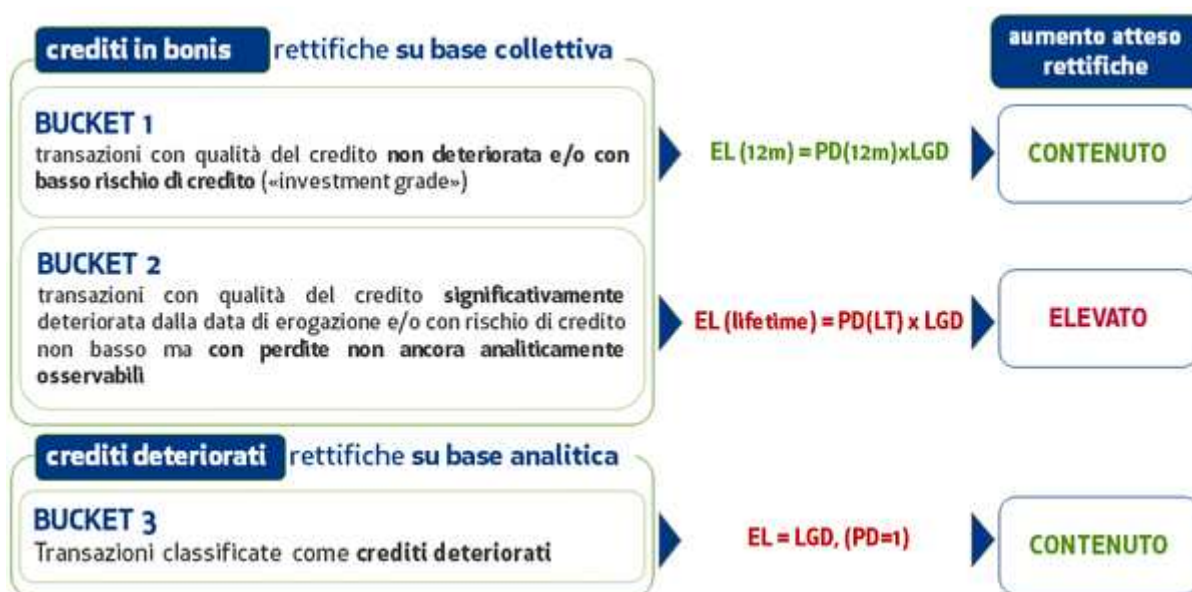 crediti in bonis rettifiche su base collettiva
aumento atteso
rettifiche
BUCKET 1
transazioni con qualità del credito non deteriorata e/o con
basso rischio di credito («investment grade»)
EL (12m) = PD(12m)xLGD
CONTENUTO
BUCKET 2
transazioni con qualità del credito significativamente
deteriorata dalla data di erogazione e/o con rischio di credito
non basso ma con perdite non ancora analiticamente
osservabili
EL (lifetime) = PD(LT) x LGD
ELEVATO
crediti deteriorati rettifiche su base analitica
BUCKET 3
Transazioni classificate come crediti deteriorati
EL = LGD, (PD=1)
CONTENUTO